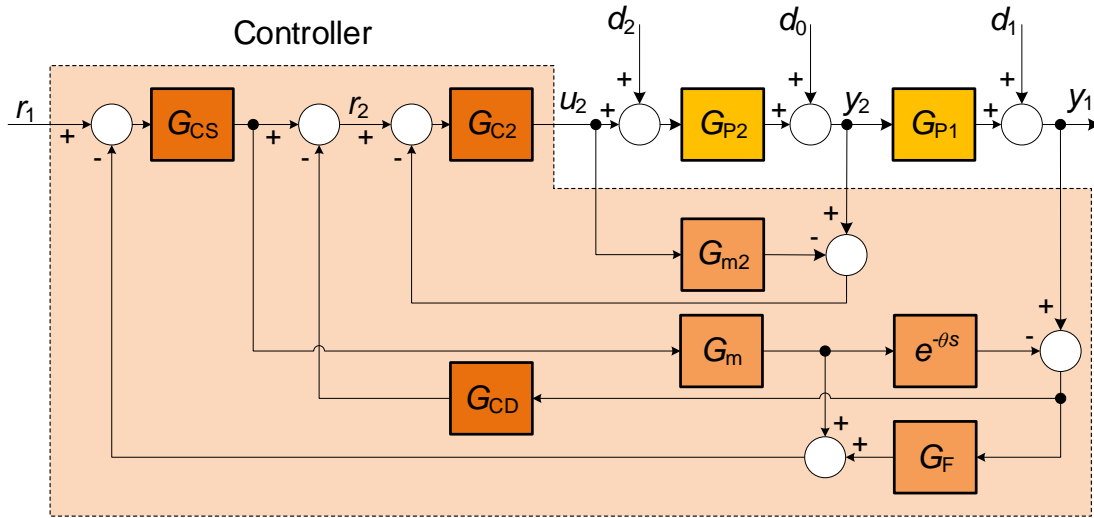 Controller
d2
d0
d1
r1
GCS
r2
GC2
u2
GP2
y2
GP1
y1
+
-
+
-
+
-
+
+
+
+
+
+
Gm2
-
+
Gm
e-θs
-
+
GCD
+
+
GF